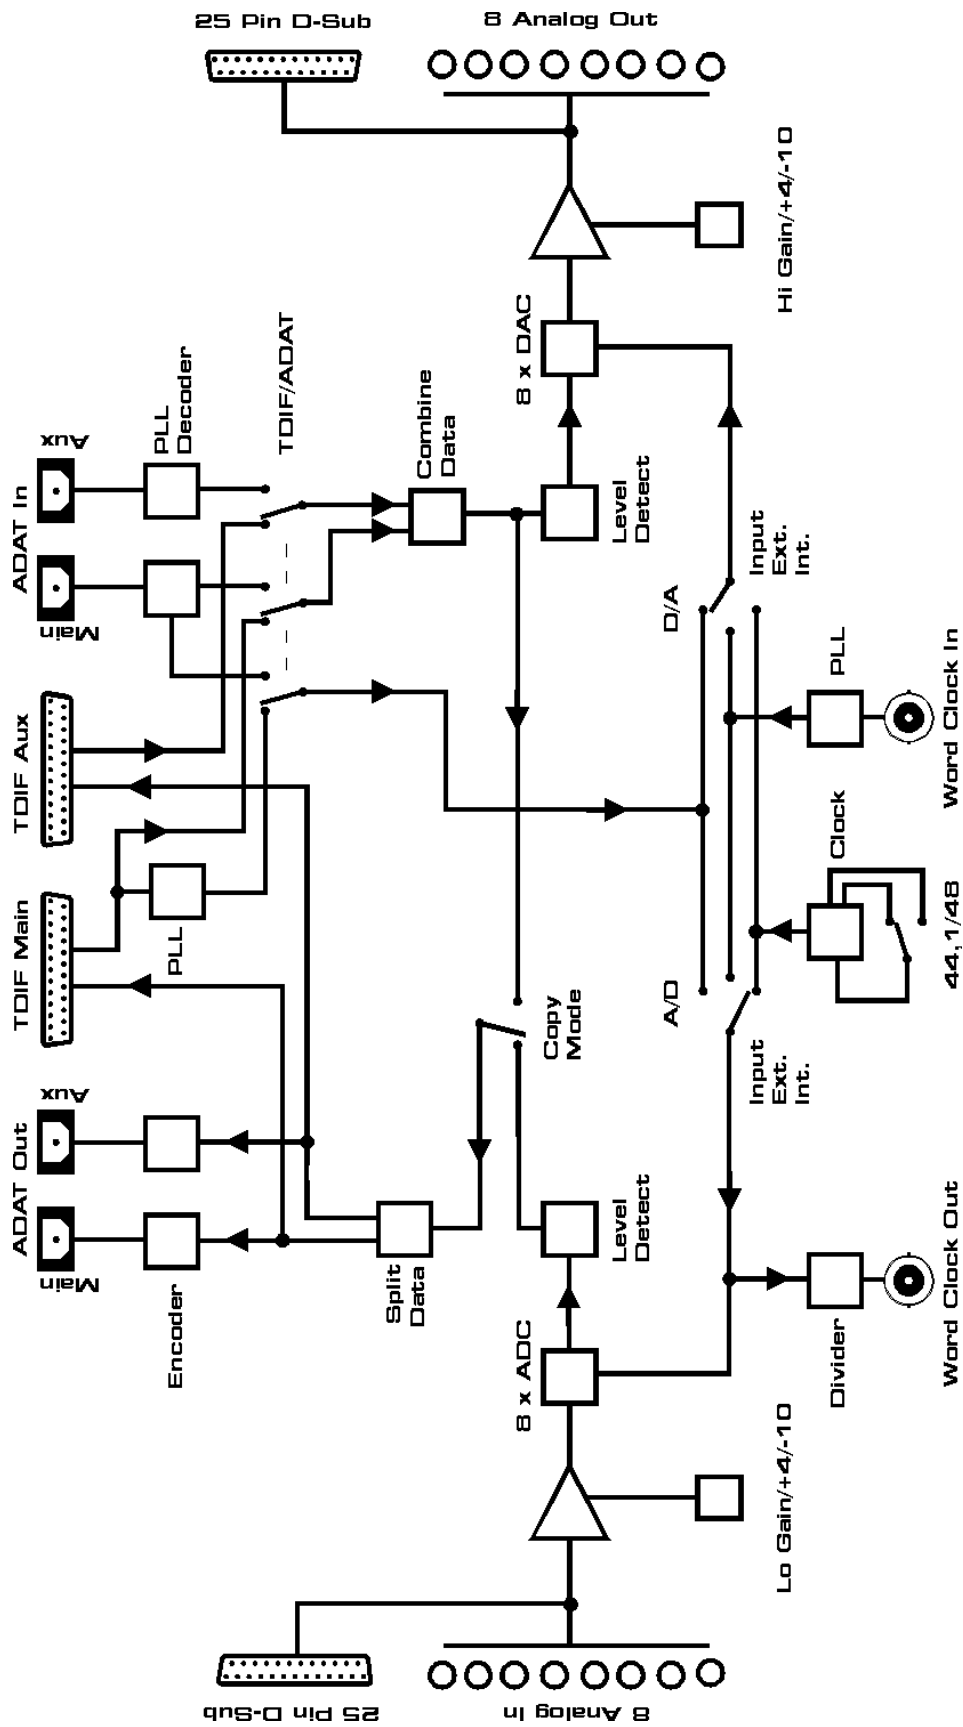 25 Pin D-Sub
8 Analog Out
Hi Gain/+4/-10
8 x DAC
TDIF/ADAT
PLL
Decoder
Aux
ADAT In
Main
Combine
Data
Level
Detect
Input
Ext.
Int.
D/A
TDIF Aux
PLL
Word Clock In
Clock
44,1/48
TDIF Main
PLL
A/D
Copy
Mode
Input
Ext.
Int.
Aux
ADAT Out
Main
Encoder
Split
Data
Level
Detect
Word Clock Out
Divider
8 x ADC
Lo Gain/+4/-10
25 Pin D-Sub
8 Analog In